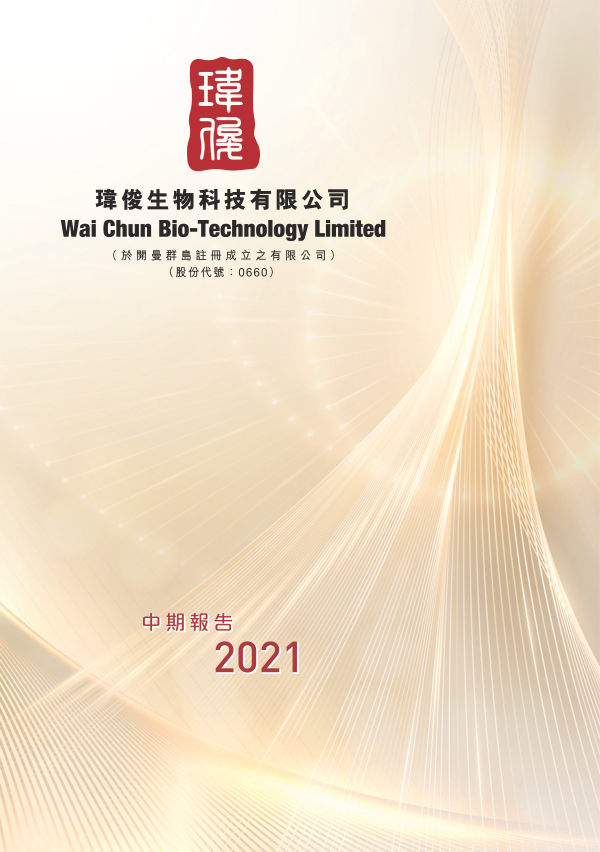 瑋
俊
瑋俊生物科技有限公司
Wai Chun Bio-Technology Limited
（於開曼群島註冊成立之有限公司）
（股份代號：0660）
中期報告
2021